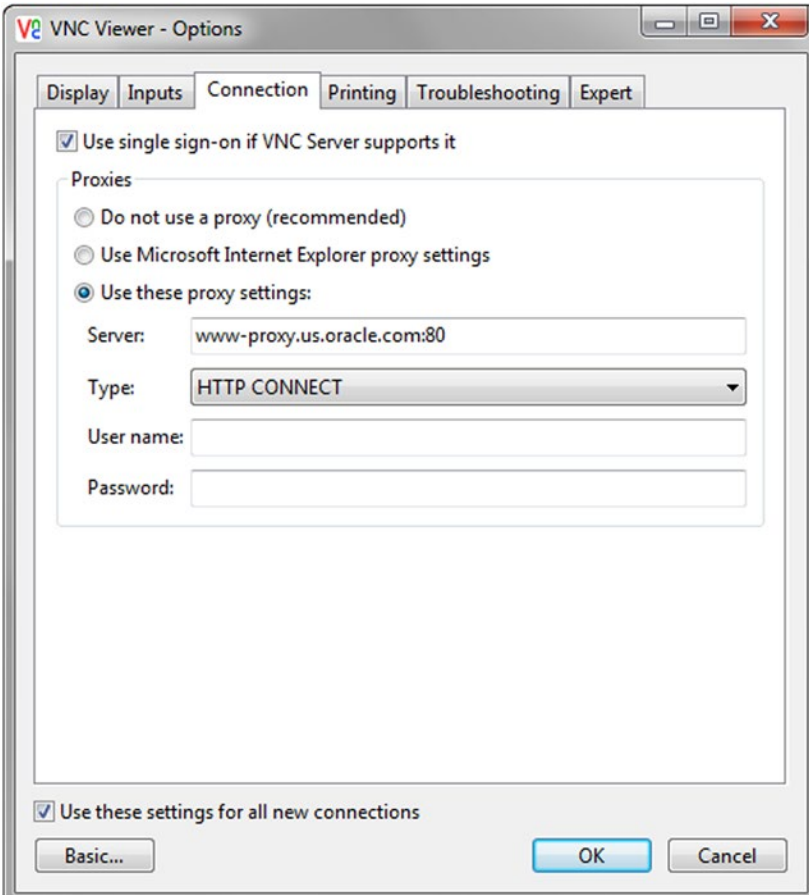 VNC Viewer - Options
Display Inputs Connection Printing Troubleshooting Expert
Use single sign-on if VNC Server supports it
Proxies
Do not use a proxy (recommended)
Use Microsoft Internet Explorer proxy settings
Use these proxy settings:
Server: www-proxy.us.oracle.com:80
Type: HTTP CONNECT
User name:
Password:
Use these settings for all new connections
Basic... OK Cancel